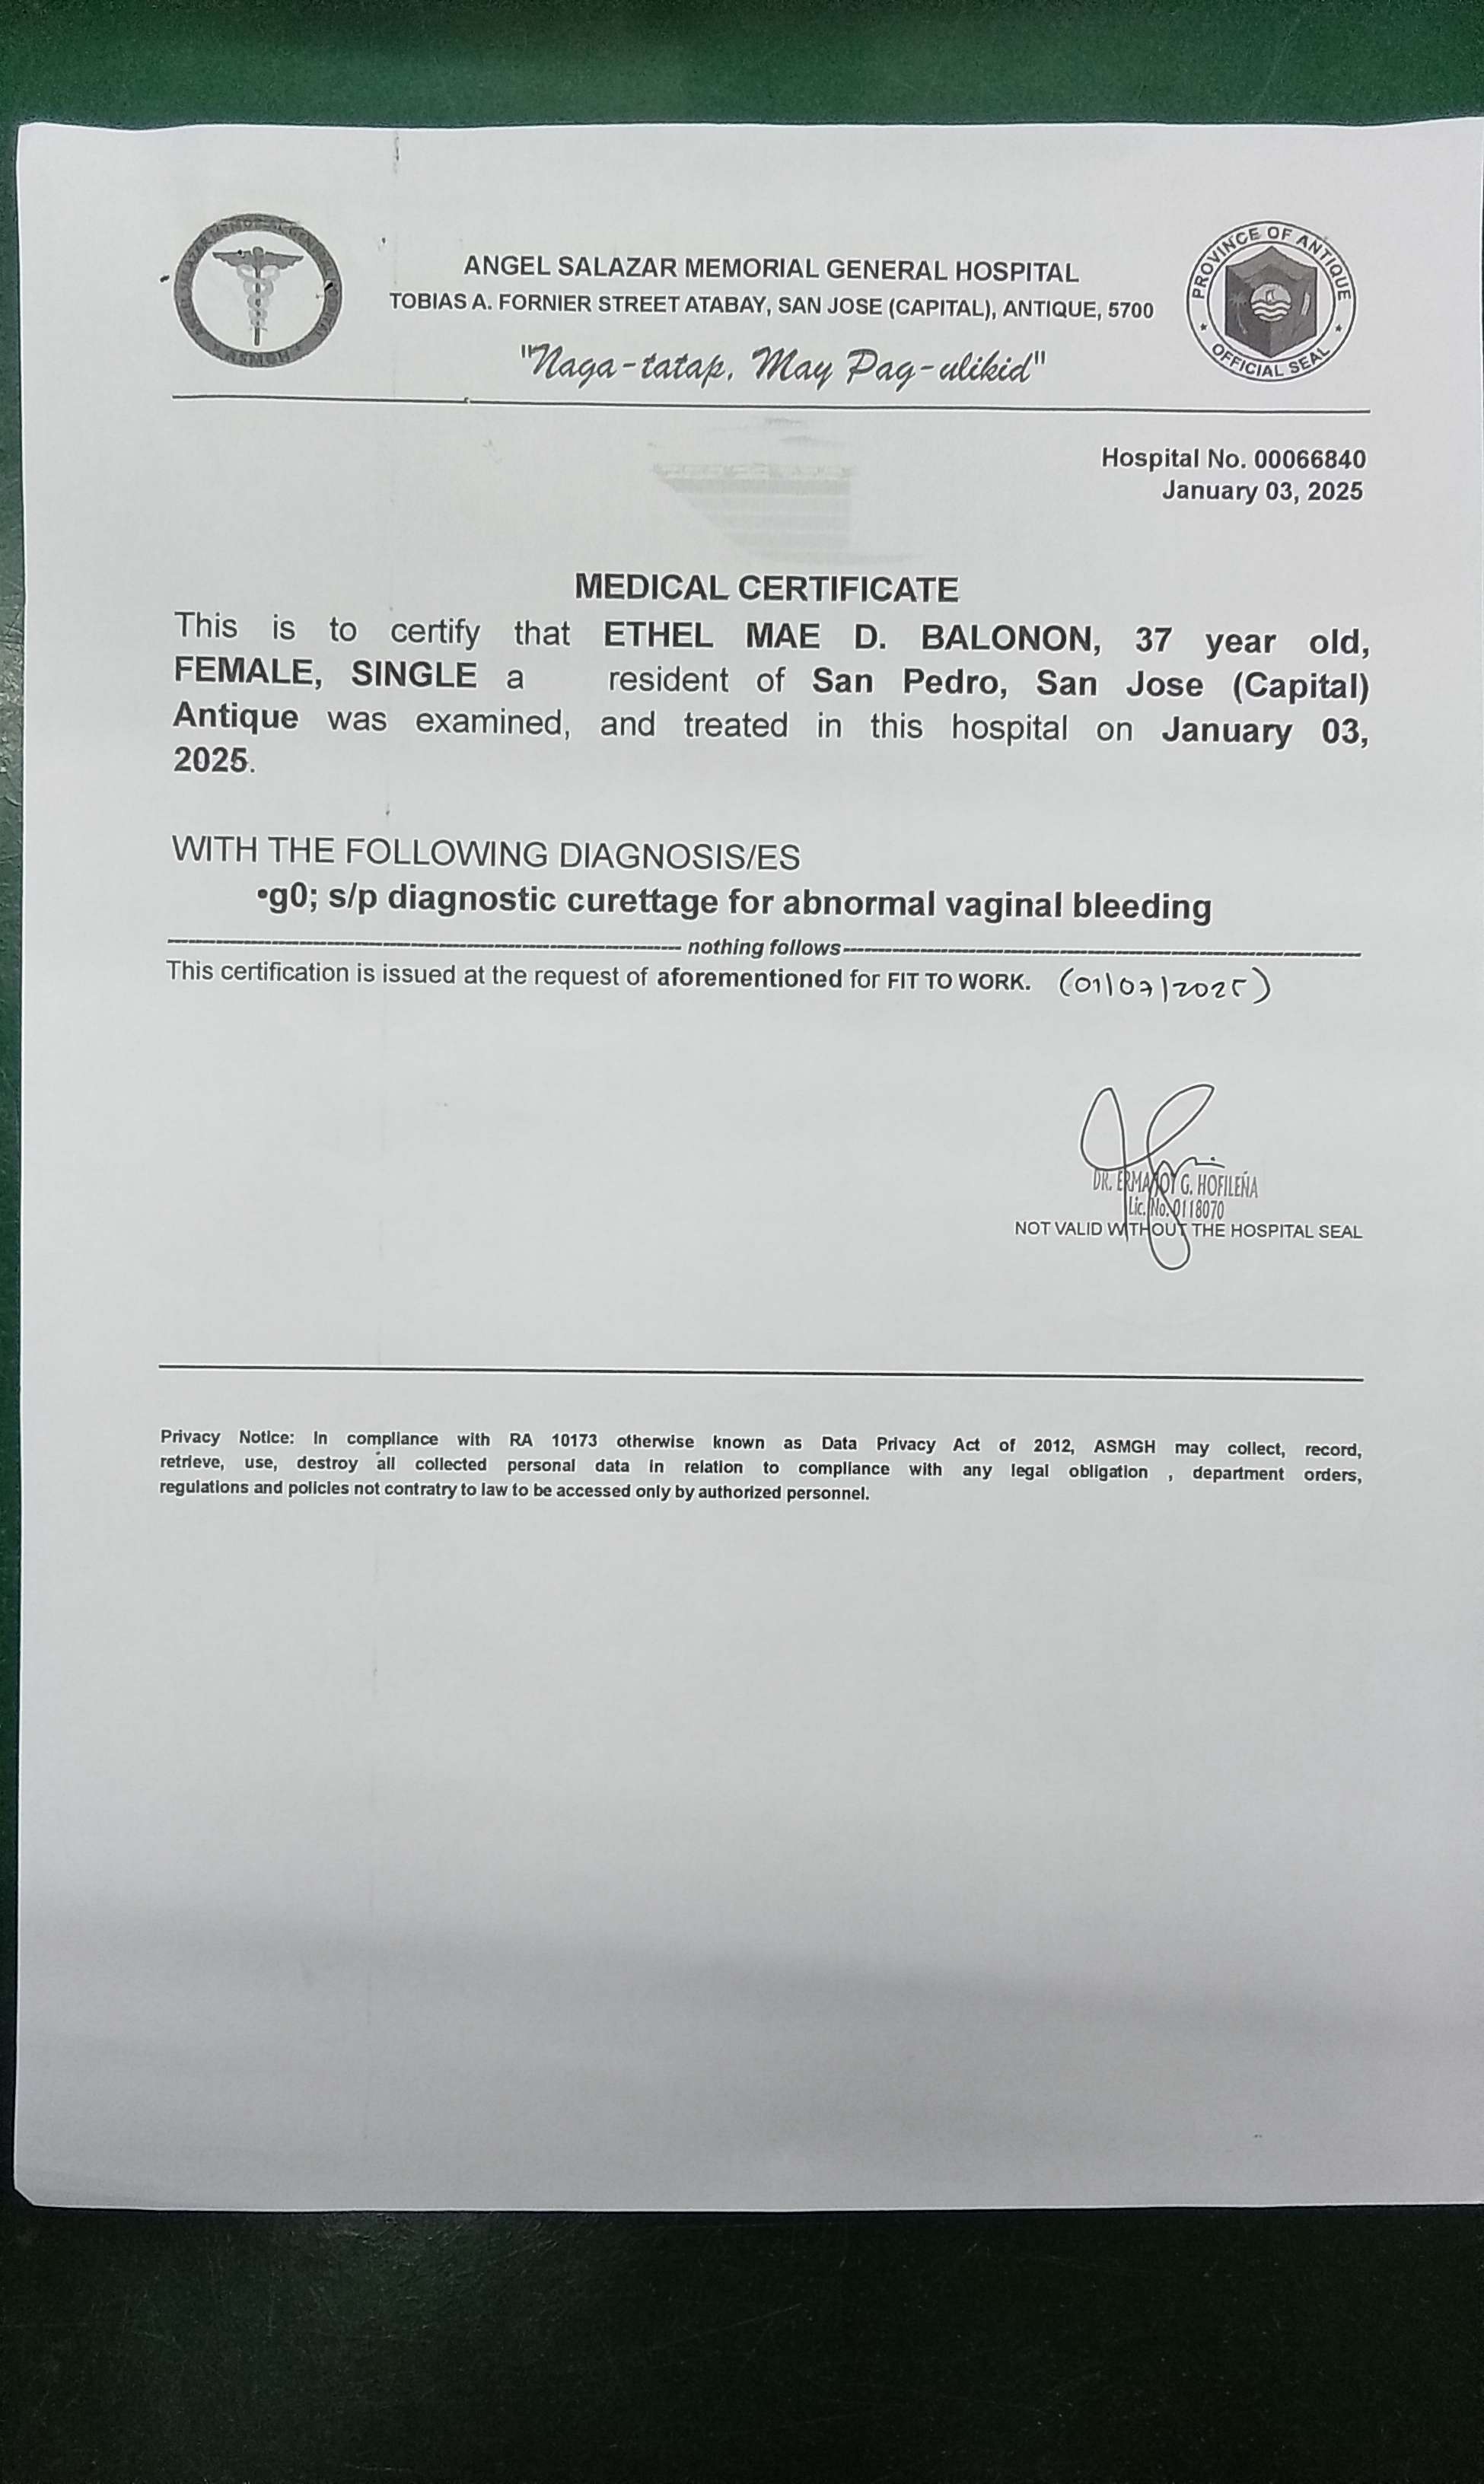 ANGEL SALAZAR MEMORIAL GENERAL HOSPITAL
TOBIAS A. FORNIER STREET ATABAY, SAN JOSE (CAPITAL), ANTIQUE, 5700
"Naga-tatap, May Pag-ulikid"
ASMGH
PROVINCE OF ANTIQUE
OFFICIAL SEAL
Hospital No. 00066840
January 03, 2025
MEDICAL CERTIFICATE
This is to certify that ETHEL MAE D. BALONON, 37 year old,
FEMALE, SINGLE a resident of San Pedro, San Jose (Capital)
Antique was examined, and treated in this hospital on January 03,
2025.
WITH THE FOLLOWING DIAGNOSIS/ES
•g0; s/p diagnostic curettage for abnormal vaginal bleeding
nothing follows
This certification is issued at the request of aforementioned for FIT TO WORK.
DR. G. HOFILEÑA
Lic. No. 0118070
NOT VALID WITHOUT THE HOSPITAL SEAL
Privacy Notice: In compliance with RA 10173 otherwise known as Data Privacy Act of 2012, ASMGH may collect, record,
retrieve, use, destroy all collected personal data in relation to compliance with any legal obligation , department orders,
regulations and policies not contratry to law to be accessed only by authorized personnel.